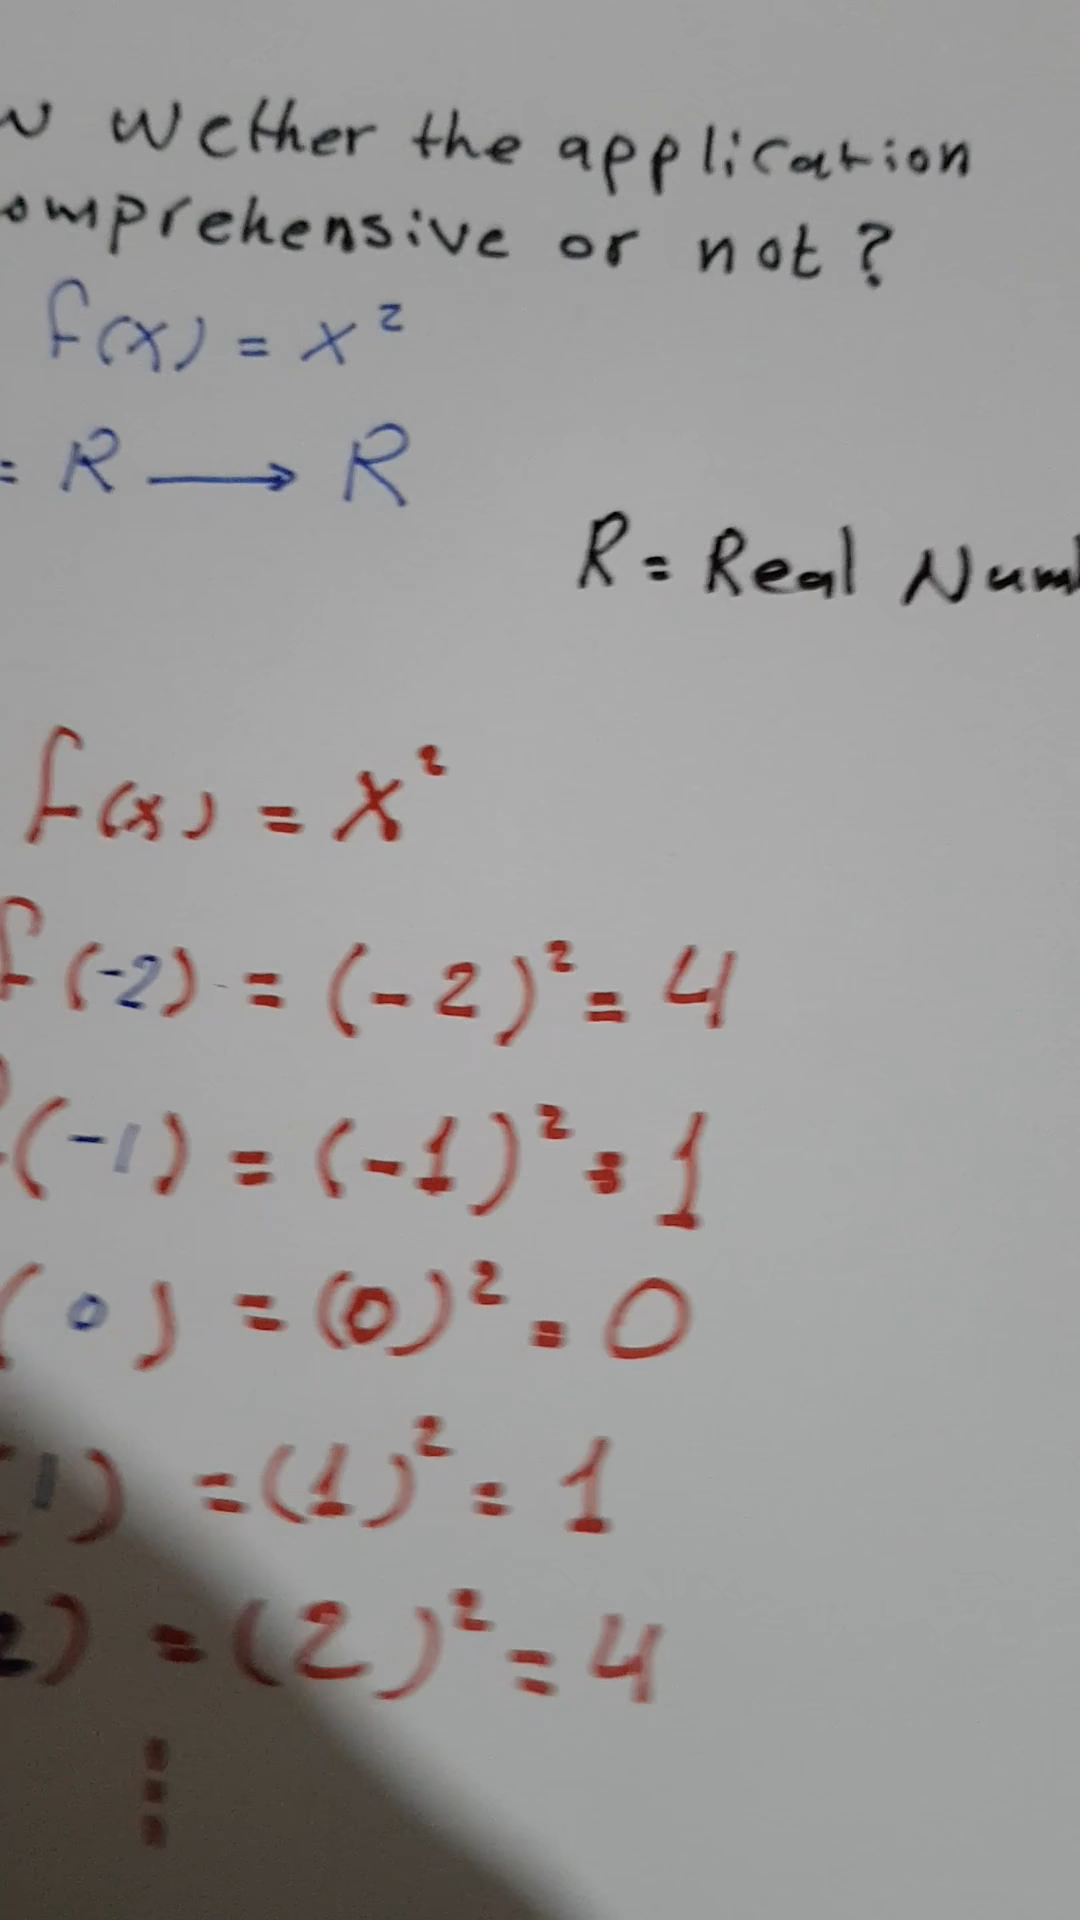 w wether the application
omprehensive or not?
f(x) = x²
= R ⟶ R
R = Real Num
f(x) = x²
f(-2) = (-2)² = 4
(-1) = (-1)² = 1
(0) = (0)² = 0
(1) = (1)² = 1
2) = (2)² = 4
⋮